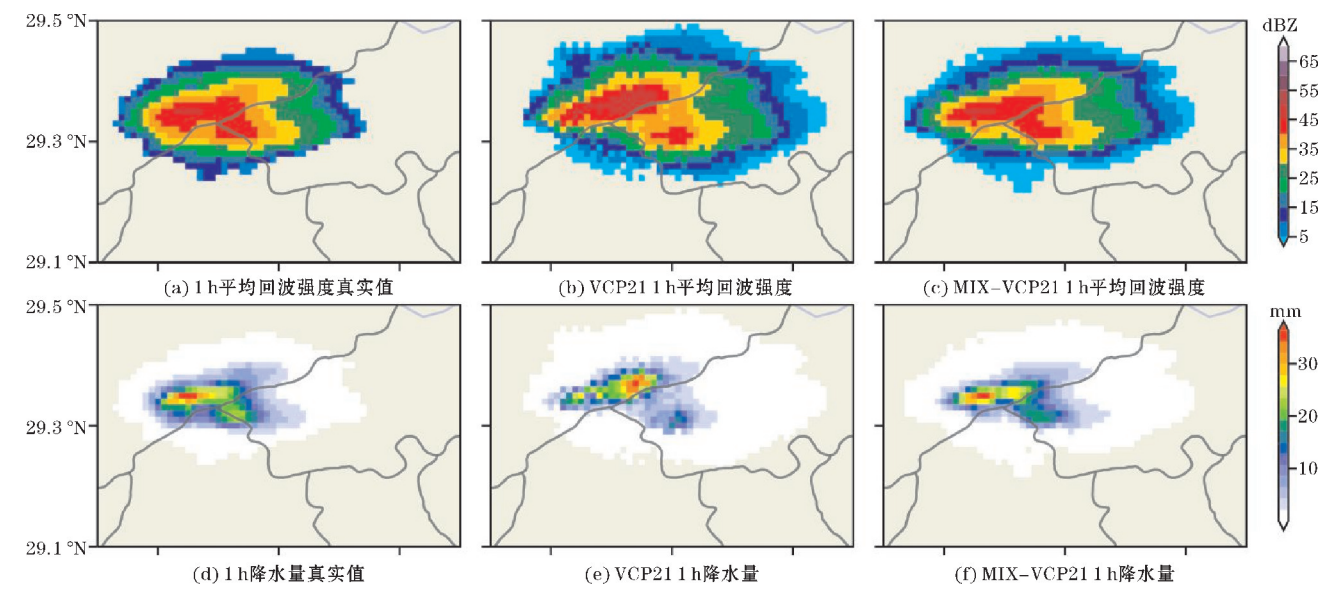 29.5 °N
29.3 °N
29.1 °N
dBZ
65
55
45
35
25
15
5
(a) 1 h平均回波强度真实值
(b) VCP21 1 h平均回波强度
(c) MIX-VCP21 1 h平均回波强度
29.5 °N
29.3 °N
29.1 °N
mm
30
20
10
(d) 1 h降水量真实值
(e) VCP21 1 h降水量
(f) MIX-VCP21 1 h降水量